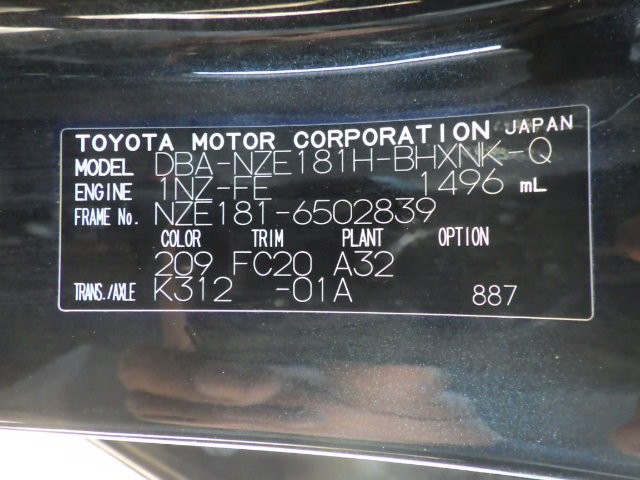 TOYOTA MOTOR CORPORATION JAPAN
MODEL DBA-NZE181H-BHXNK-Q
ENGINE 1NZ-FE 1496 mL
FRAME No. NZE181-6502839
COLOR TRIM PLANT OPTION
209 FC20 A32
TRANS./AXLE K312 -01A 887